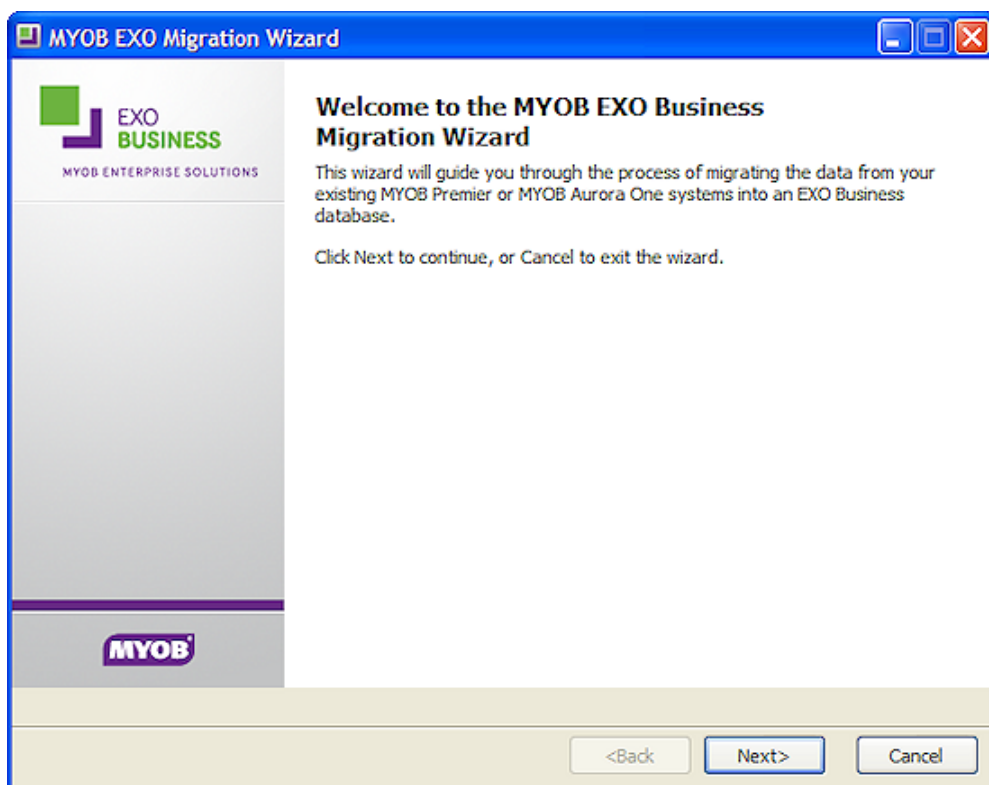 MYOB EXO Migration Wizard
EXO
BUSINESS
MYOB ENTERPRISE SOLUTIONS
Welcome to the MYOB EXO Business
Migration Wizard
This wizard will guide you through the process of migrating the data from your
existing MYOB Premier or MYOB Aurora One systems into an EXO Business
database.
Click Next to continue, or Cancel to exit the wizard.
MYOB
<Back
Next>
Cancel